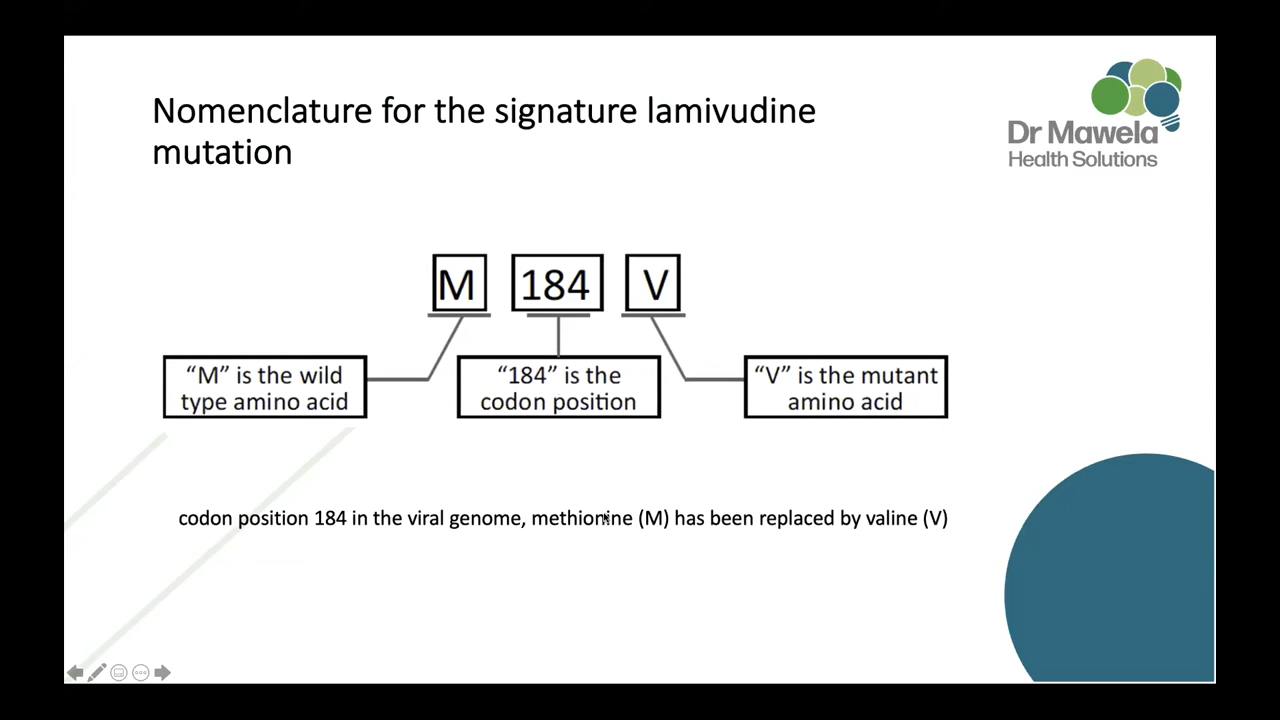 Nomenclature for the signature lamivudine
mutation
Dr Mawela
Health Solutions
M 184 V
“M” is the wild
type amino acid
“184” is the
codon position
“V” is the mutant
amino acid
codon position 184 in the viral genome, methionine (M) has been replaced by valine (V)